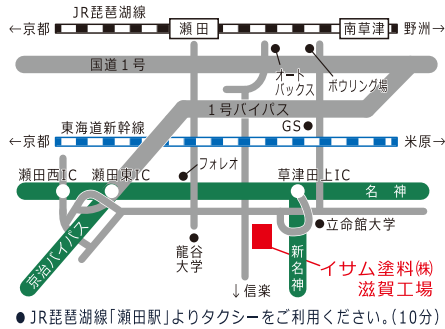 JR琵琶湖線
←京都
瀬田
南草津
野洲→
国道1号
オートバックス
ボウリング場
1号バイパス
GS
東海道新幹線
←京都
米原→
フォレオ
瀬田西IC
瀬田東IC
草津田上IC
名神
京治バイパス
立命館大学
龍谷
大学
新名神
イサム塗料㈱
滋賀工場
↓信楽
●JR琵琶湖線「瀬田駅」よりタクシーをご利用ください。(10分)